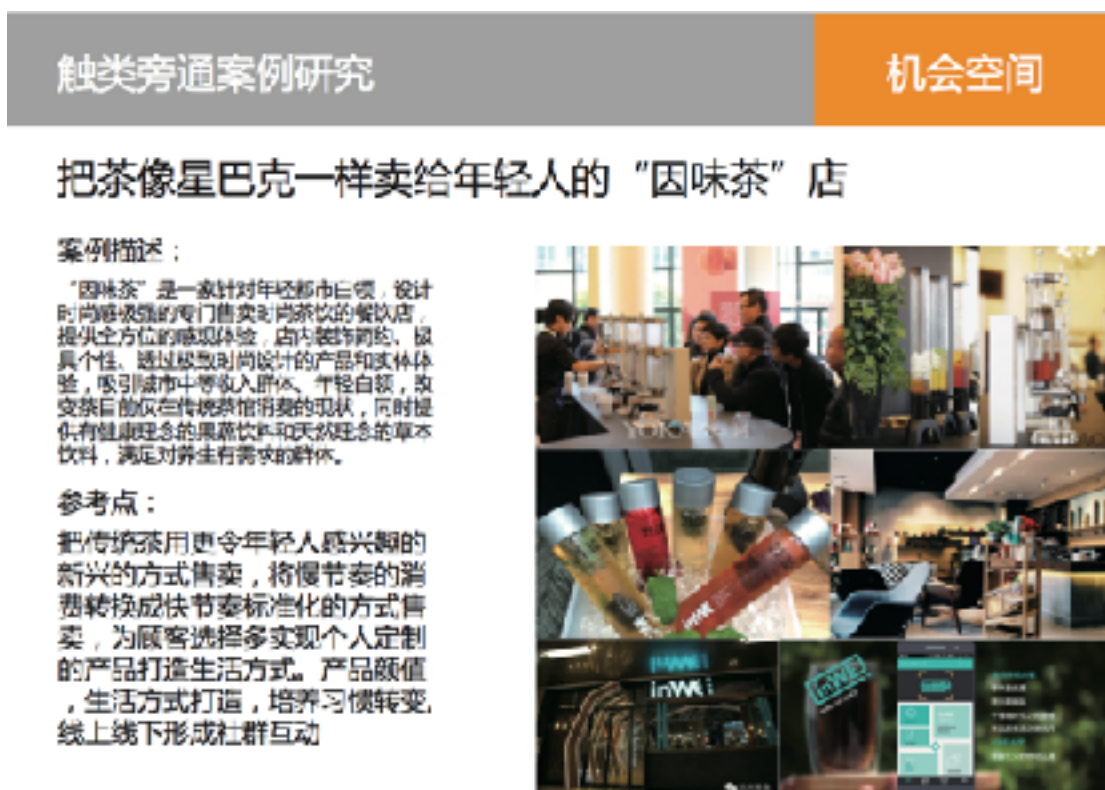 触类旁通案例研究
机会空间
把茶像星巴克一样卖给年轻人的“因味茶”店
案例描述：
“因味茶”是一家针对年轻都市白领，设计
时尚感极强的专门售卖时尚茶饮的餐饮店，
提供全方位的感观体验，店内装饰简约、极
具个性、透过极致时尚设计的产品和实体体
验，吸引城市中等收入群体、年轻白领，改
变茶目前仅在传统茶馆消费的现状，同时提
供有健康理念的果蔬饮料和天然理念的草本
饮料，满足对养生有需求的群体。
参考点：
把传统茶用更令年轻人感兴趣的
新兴的方式售卖，将慢节奏的消
费转换成快节奏标准化的方式售
卖，为顾客选择多实现个人定制
的产品打造生活方式。产品颜值
，生活方式打造，培养习惯转变，
线上线下形成社群互动
inWE
inWE
inWE